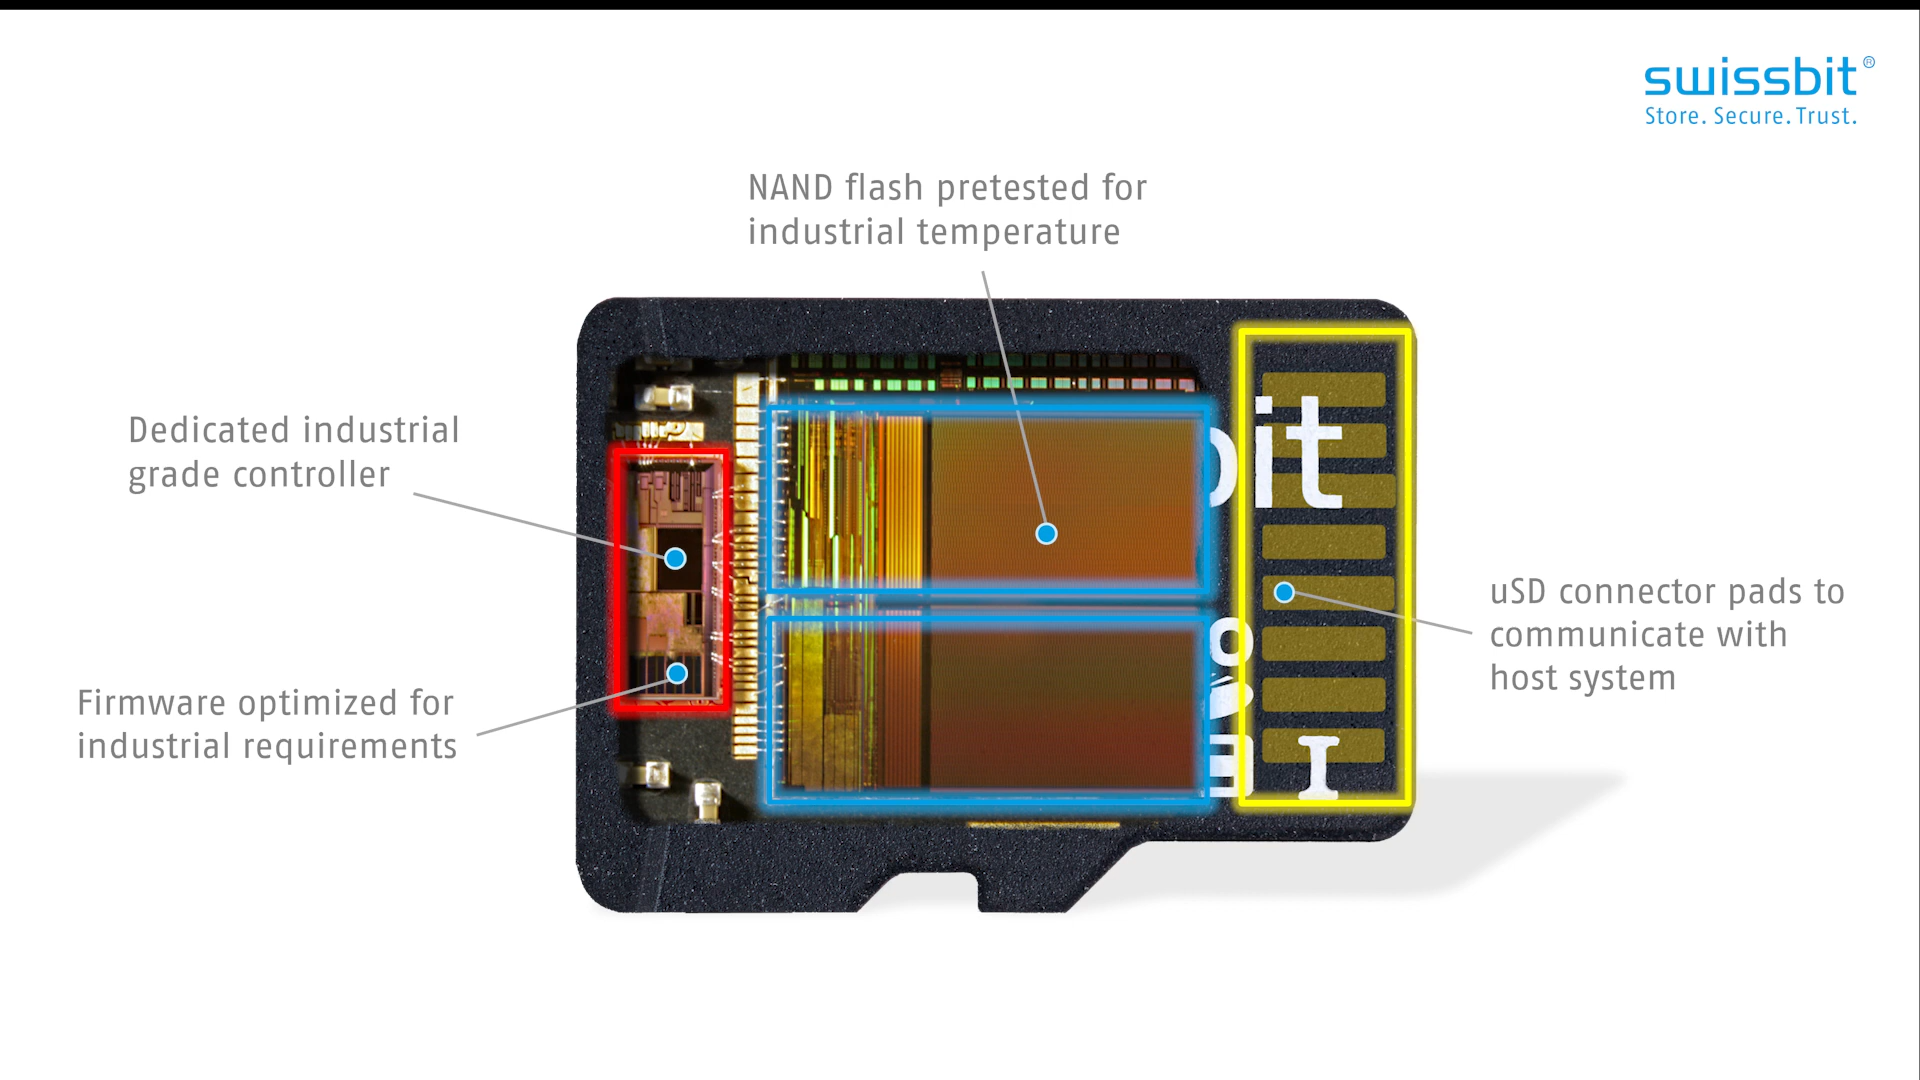 swissbit®
Store. Secure. Trust.
NAND flash pretested for
industrial temperature
Dedicated industrial
grade controller
bit
uSD connector pads to
communicate with
host system
Firmware optimized for
industrial requirements
I